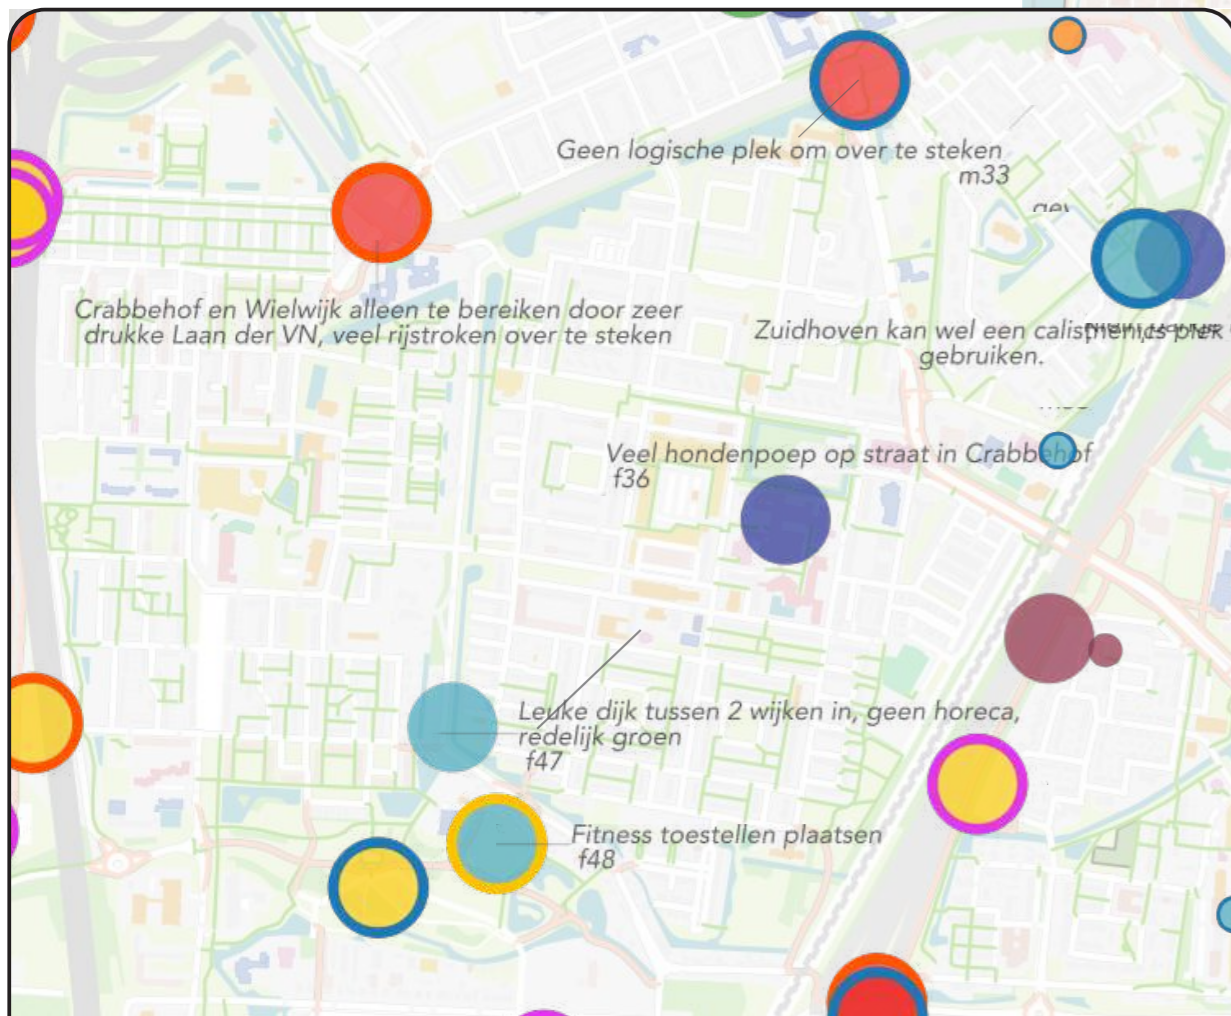 Geen logische plek om over te steken
m33
Crabbehof en Wielwijk alleen te bereiken door zeer
drukke Laan der VN, veel rijstroken over te steken
Zuidhoven kan wel een calisthenics plek
gebruiken.
Veel hondenpoep op straat in Crabbehof
f36
Leuke dijk tussen 2 wijken in, geen horeca,
redelijk groen
f47
Fitness toestellen plaatsen
f48